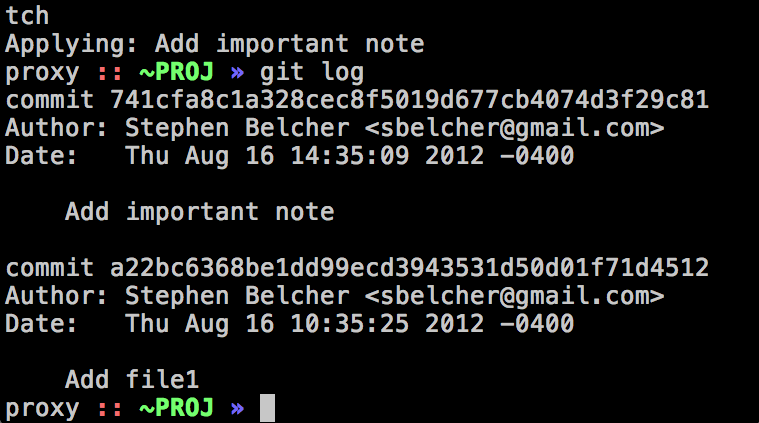 tch
Applying: Add important note
proxy :: ~PROJ » git log
commit 741cfa8c1a328cec8f5019d677cb4074d3f29c81
Author: Stephen Belcher <sbelcher@gmail.com>
Date:   Thu Aug 16 14:35:09 2012 -0400

    Add important note

commit a22bc6368be1dd99ecd3943531d50d01f71d4512
Author: Stephen Belcher <sbelcher@gmail.com>
Date:   Thu Aug 16 10:35:25 2012 -0400

    Add file1
proxy :: ~PROJ »